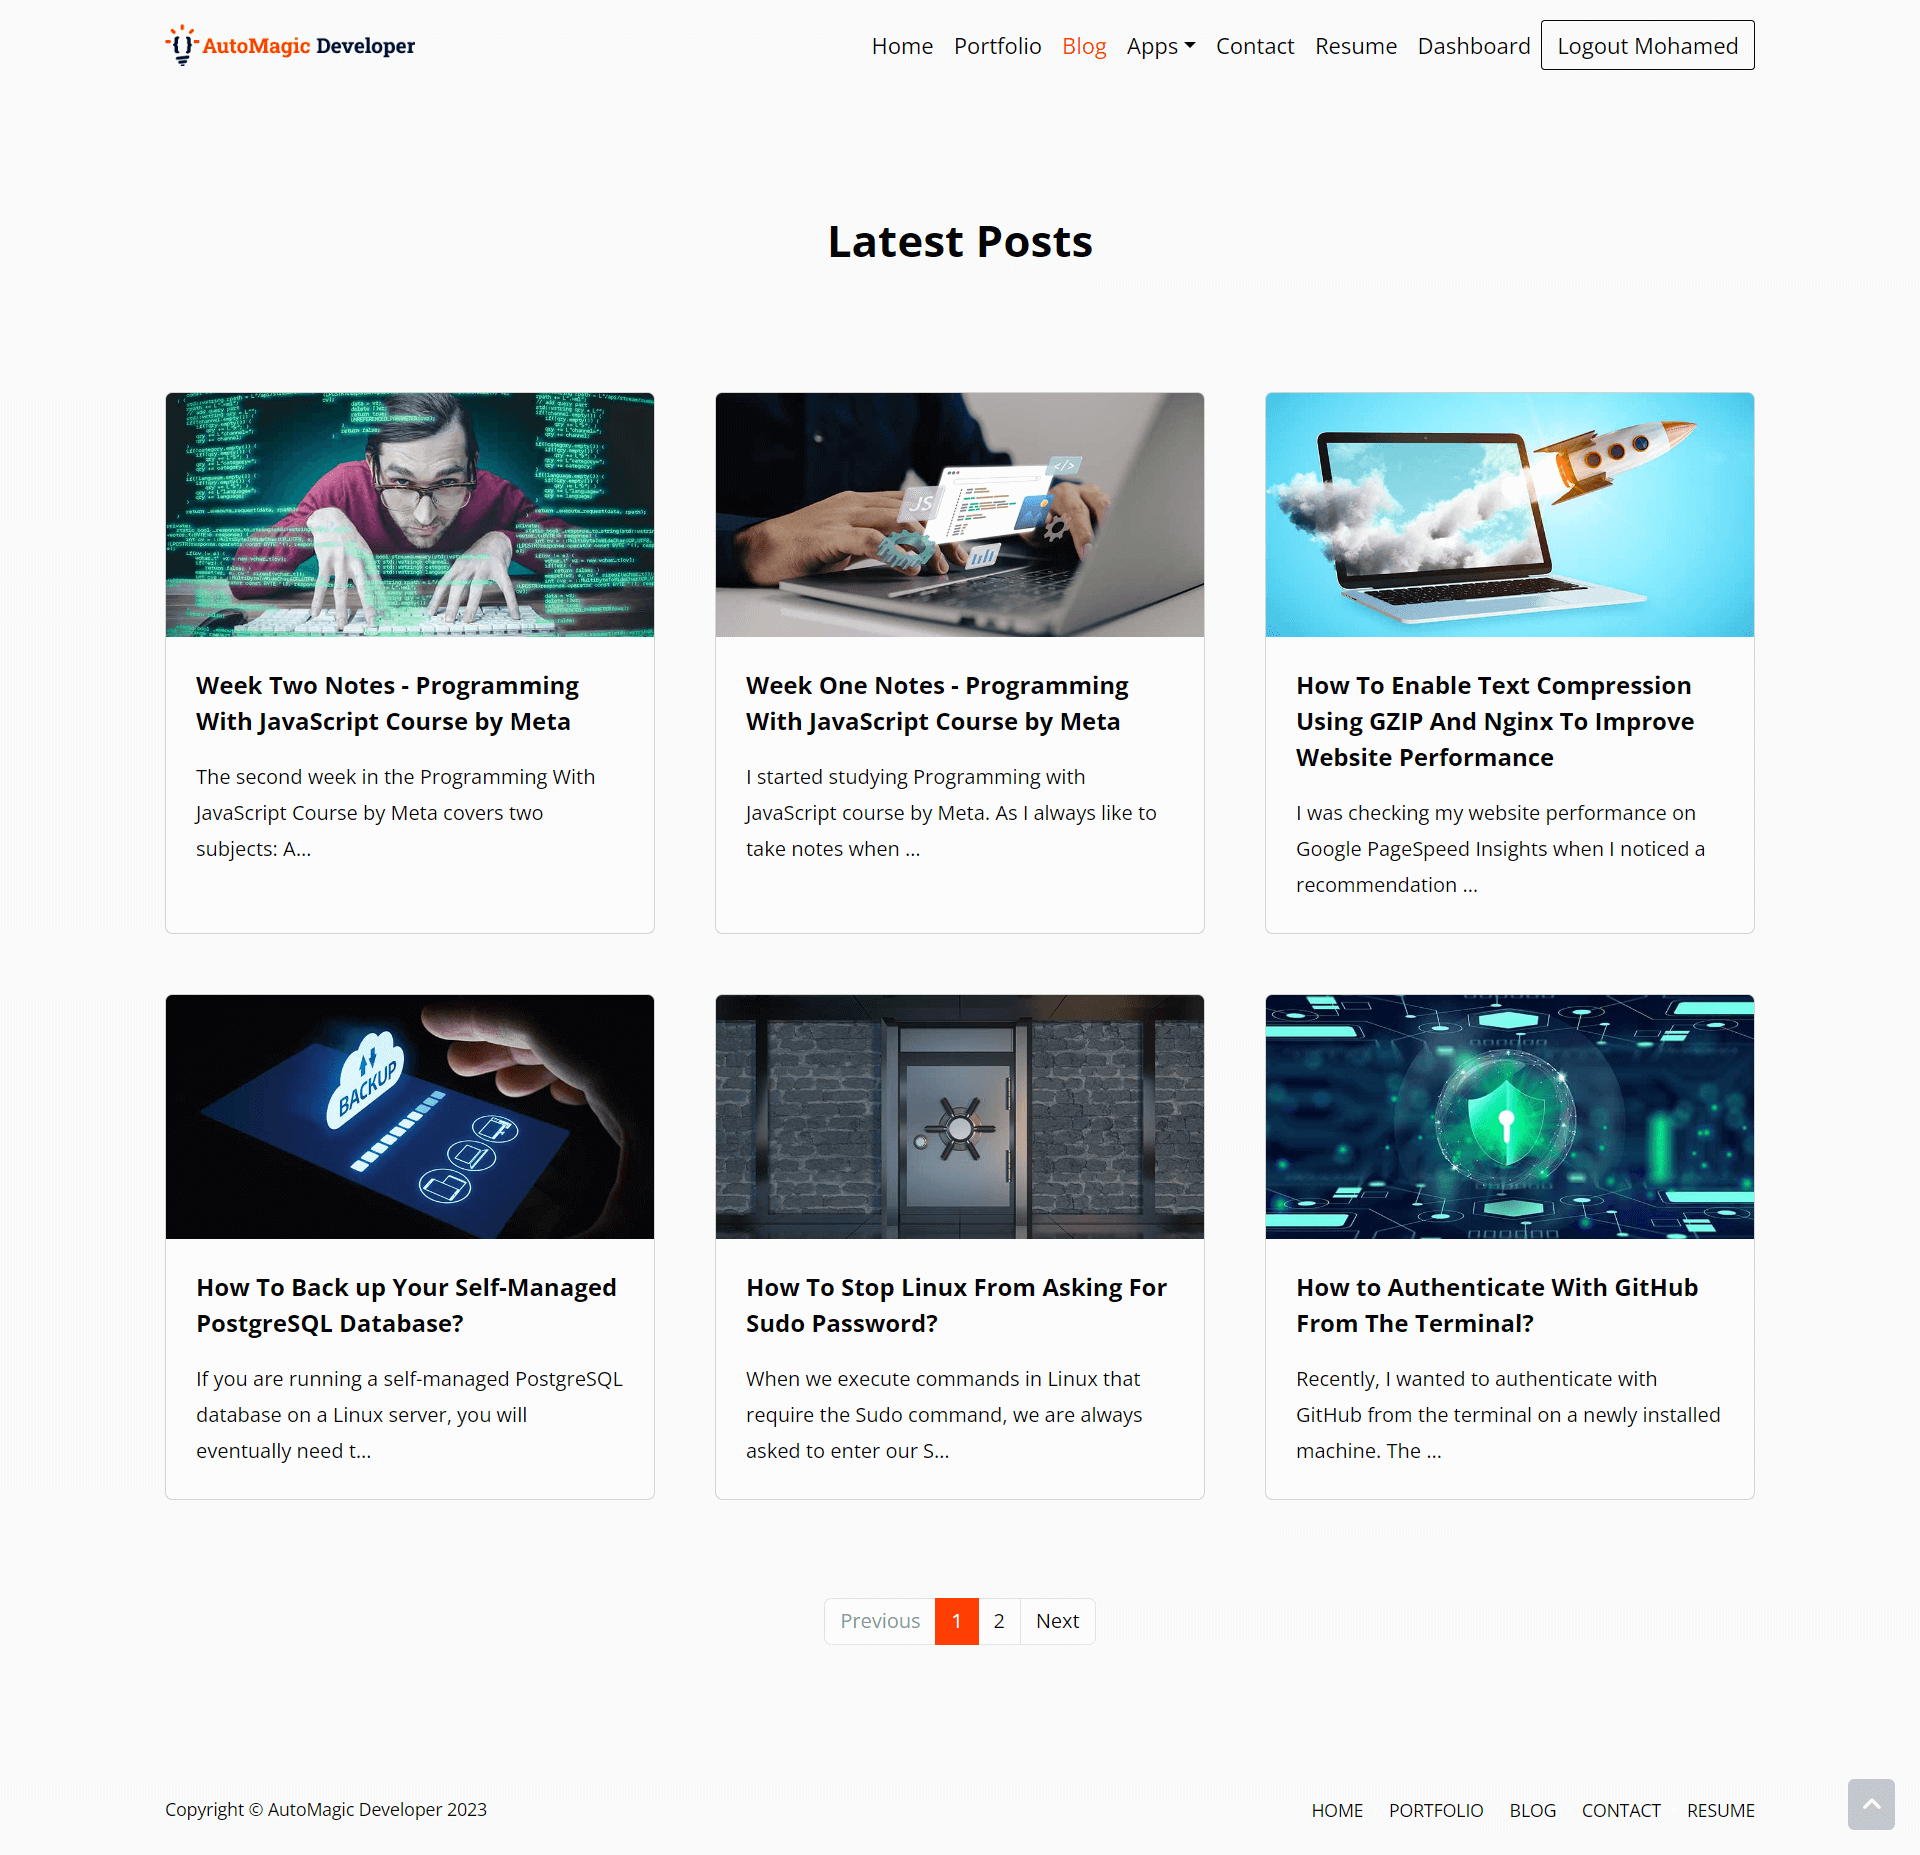 AutoMagic Developer
Home Portfolio Blog Apps Contact Resume Dashboard Logout Mohamed
Latest Posts
JS
</>
Week Two Notes - Programming
With JavaScript Course by Meta
The second week in the Programming With
JavaScript Course by Meta covers two
subjects: A...
Week One Notes - Programming
With JavaScript Course by Meta
I started studying Programming with
JavaScript course by Meta. As I always like to
take notes when ...
How To Enable Text Compression
Using GZIP And Nginx To Improve
Website Performance
I was checking my website performance on
Google PageSpeed Insights when I noticed a
recommendation ...
BACKUP
How To Back up Your Self-Managed
PostgreSQL Database?
If you are running a self-managed PostgreSQL
database on a Linux server, you will
eventually need t...
How To Stop Linux From Asking For
Sudo Password?
When we execute commands in Linux that
require the Sudo command, we are always
asked to enter our S...
How to Authenticate With GitHub
From The Terminal?
Recently, I wanted to authenticate with
GitHub from the terminal on a newly installed
machine. The ...
Previous 1 2 Next
Copyright © AutoMagic Developer 2023
HOME PORTFOLIO BLOG CONTACT RESUME